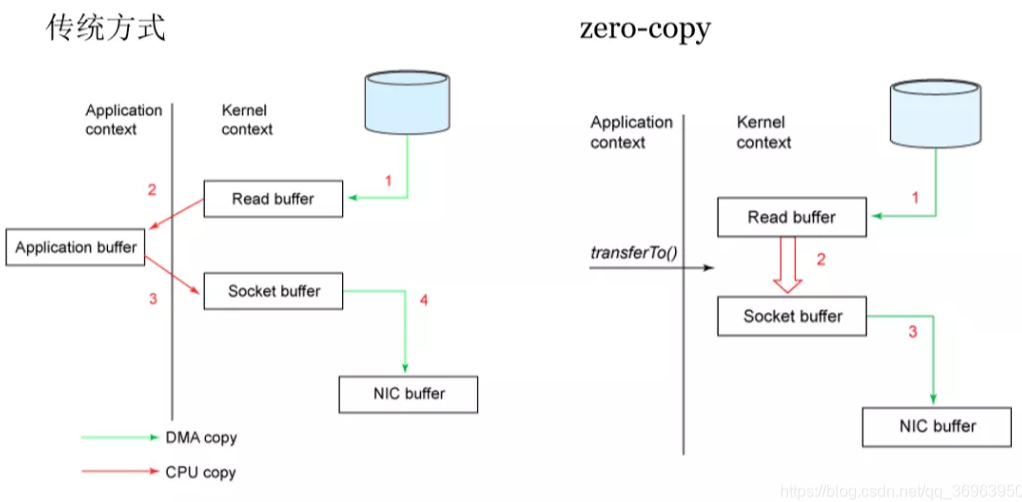 传统方式
Application
context
Kernel
context
1
2
Read buffer
Application buffer
3
Socket buffer
4
NIC buffer
DMA copy
CPU copy
zero-copy
Application
context
Kernel
context
1
Read buffer
transferTo()
2
Socket buffer
3
NIC buffer
https://blog.csdn.net/qq_36963950